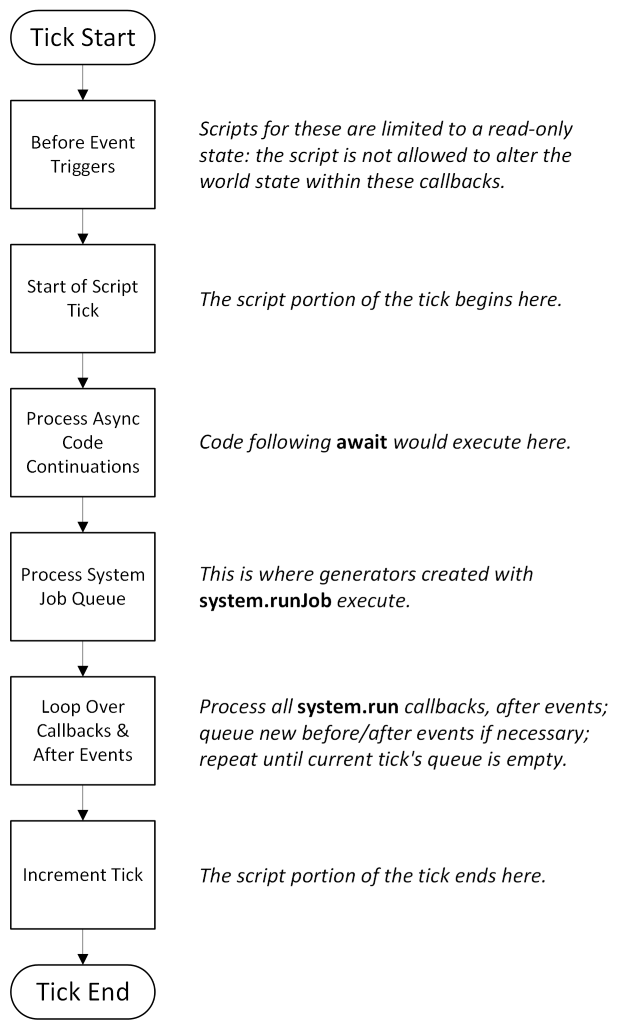 Tick Start
Before Event
Triggers
Scripts for these are limited to a read-only
state: the script is not allowed to alter the
world state within these callbacks.
Start of Script
Tick
The script portion of the tick begins here.
Process Async
Code
Continuations
Code following await would execute here.
Process System
Job Queue
This is where generators created with
system.runJob execute.
Loop Over
Callbacks &
After Events
Process all system.run callbacks, after events;
queue new before/after events if necessary;
repeat until current tick's queue is empty.
Increment Tick
The script portion of the tick ends here.
Tick End